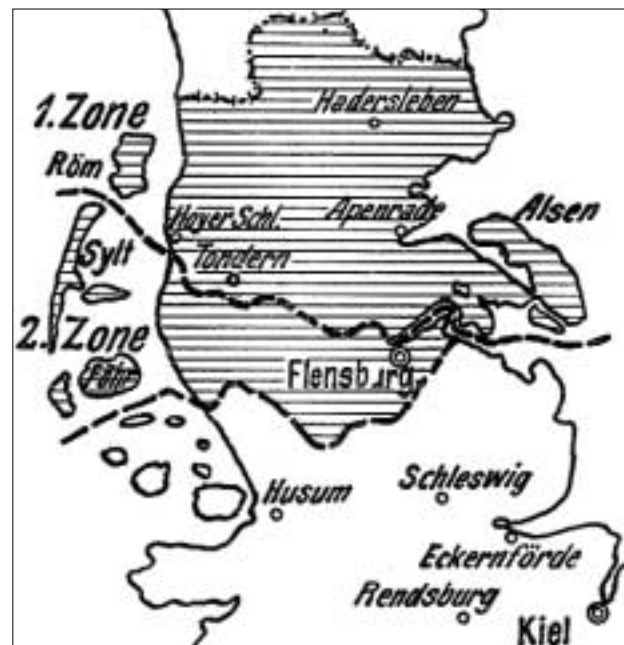 Hadersleben
1. Zone
Röm
Hoyer Schl.
Apenrade
Alsen
Sylt
Tondern
2. Zone
Föhr
Flensburg
Husum
Schleswig
Eckernförde
Rendsburg
Kiel